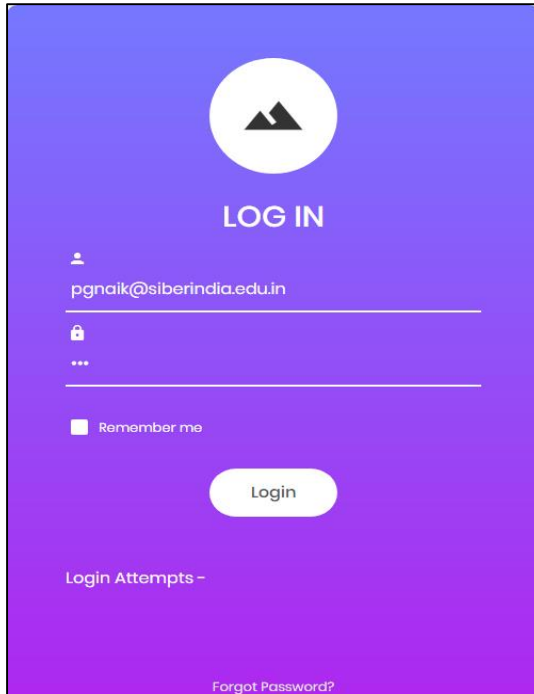 LOG IN
pgnaik@siberindia.edu.in
•••
Remember me
Login
Login Attempts -
Forgot Password?